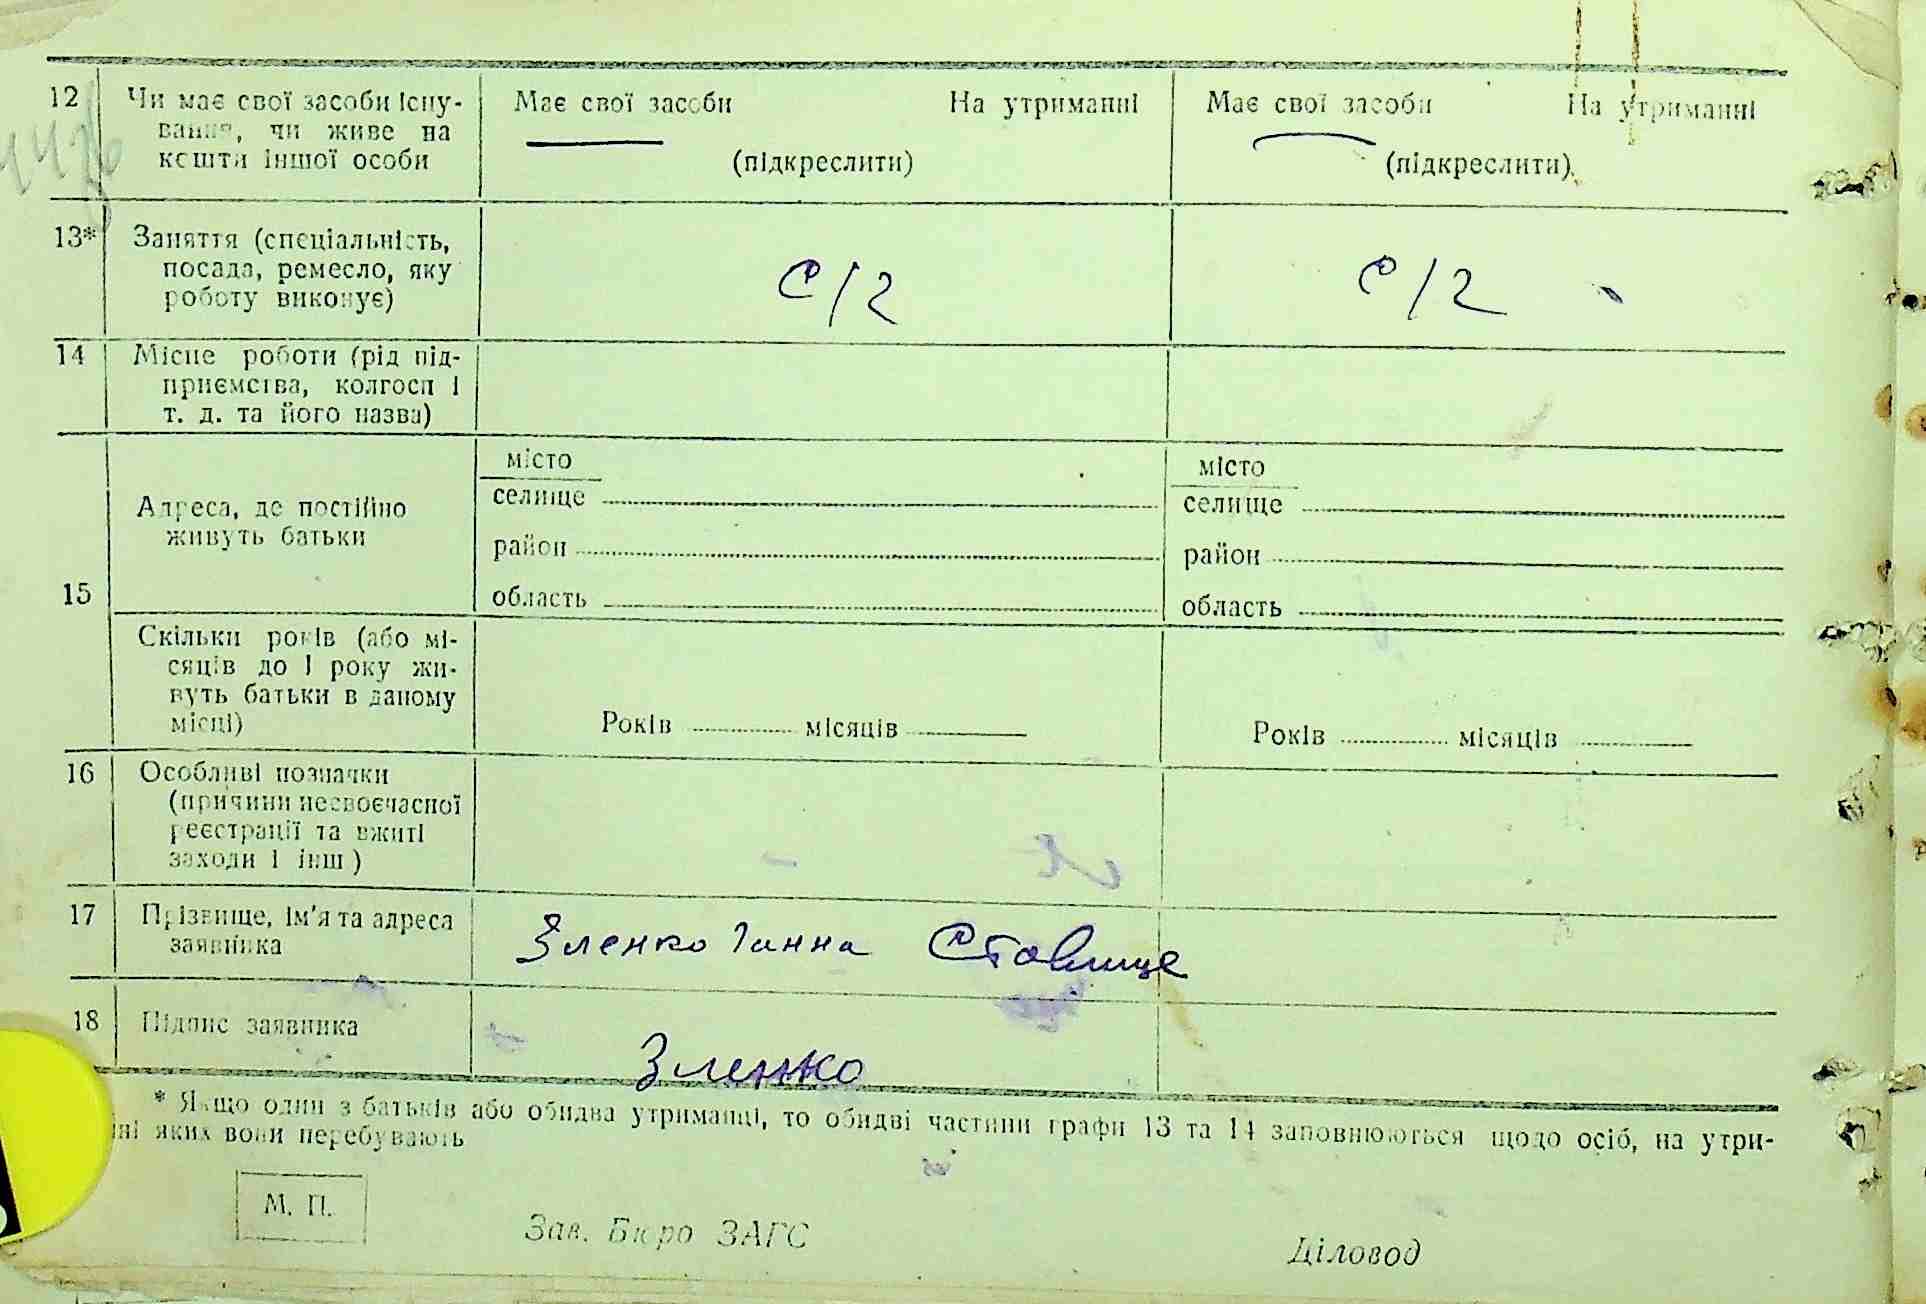 12 Чи має свої засоби існу-
вання, чи живе на
кошти іншої особи
Має свої засоби На утриманні
(підкреслити)
Має свої засоби На утриманні
(підкреслити)
13* Заняття (спеціальність,
посада, ремесло, яку
роботу виконує)
с/г
с/г
14 Місце роботи (рід під-
приємства, колгосп і
т. д. та його назва)
15
Адреса, де постійно
живуть батьки
місто
селище
район
область
місто
селище
район
область
Скільки років (або мі-
сяців до 1 року жи-
вуть батьки в даному
місці)
Років місяців
Років місяців
16 Особливі позначки
(причини несвоєчасної
реєстрації та вжиті
заходи і інш)
17 Прізвище, ім'я та адреса
заявника
Зленко Ганна Ставище
18 Підпис заявника
Зленко
* Якщо один з батьків або обидва утриманці, то обидві частини графи 13 та 14 заповнюються щодо осіб, на утри-
ні яких вони перебувають
М. П.
Зав. Бюро ЗАГС
Діловод